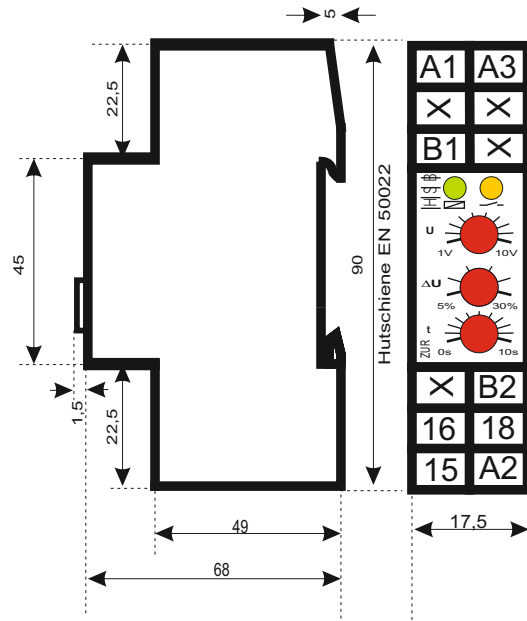 5
22,5
45
1,5
22,5
49
68
90
Hutschiene EN 50022
17,5
A1 A3
X X
B1 X
HSB
U
1V 10V
ΔU
5% 30%
ZUR t
0s 10s
X B2
16 18
15 A2